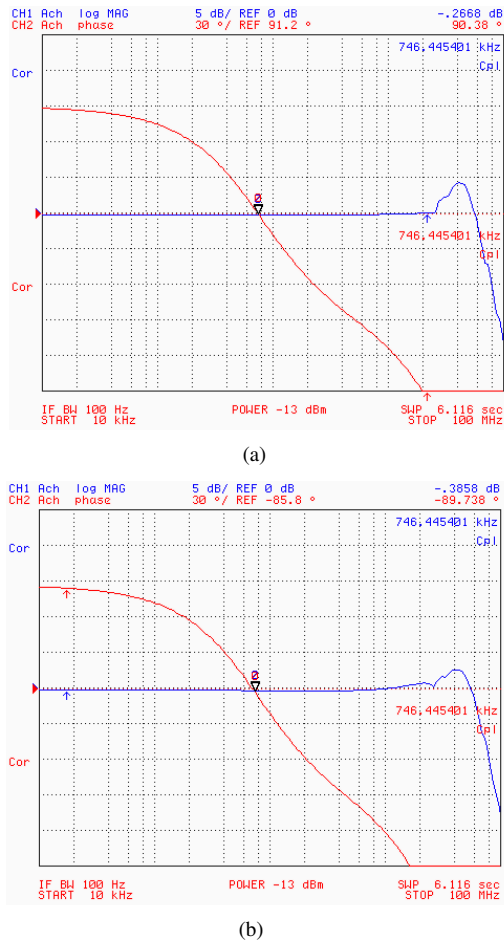 CH1 Ach log MAG 5 dB/ REF 0 dB -.2668 dB
CH2 Ach phase 30 °/ REF 91.2 ° 90.38 °
746.445401 kHz
Cpl
Cor
0
746.445401 kHz
Cpl
Cor
IF BW 100 Hz POWER -13 dBm SWP 6.116 sec
START 10 kHz STOP 100 MHz
(a)
CH1 Ach log MAG 5 dB/ REF 0 dB -.3858 dB
CH2 Ach phase 30 °/ REF -85.8 ° -89.738 °
746.445401 kHz
Cpl
Cor
0
746.445401 kHz
Cpl
Cor
IF BW 100 Hz POWER -13 dBm SWP 6.116 sec
START 10 kHz STOP 100 MHz
(b)